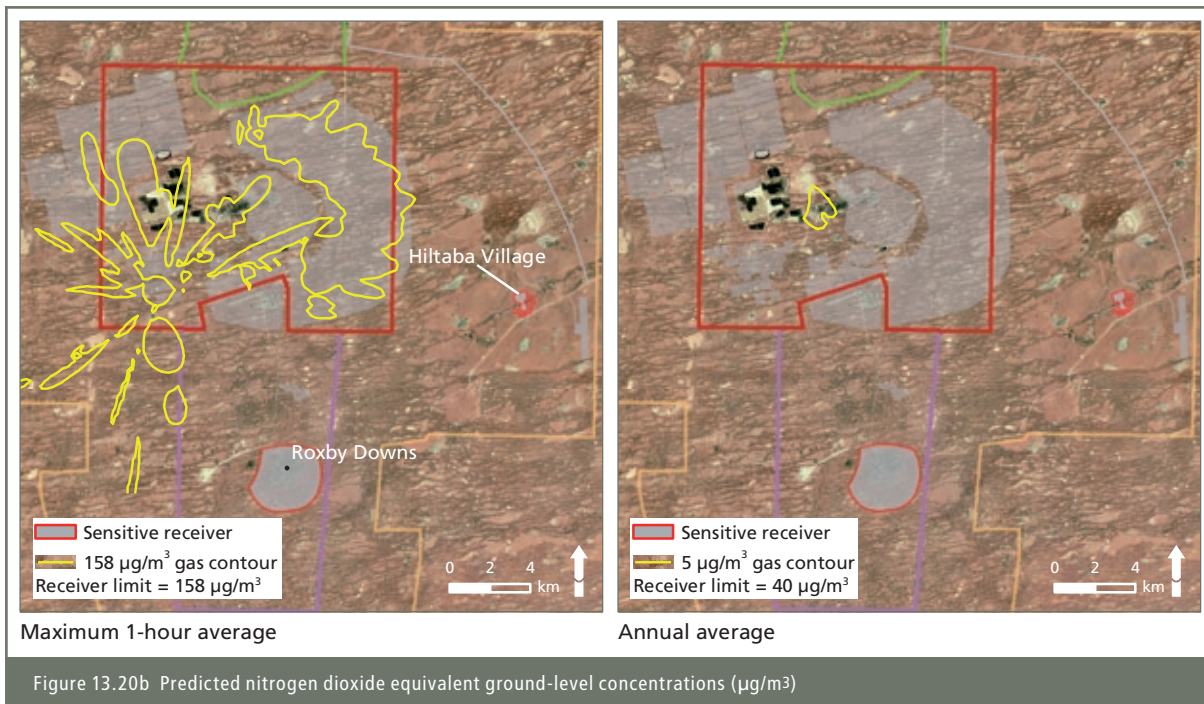 Hiltaba Village
Roxby Downs
Sensitive receiver
158 µg/m³ gas contour
Receiver limit = 158 µg/m³
0 2 4
km
Maximum 1-hour average
Sensitive receiver
5 µg/m³ gas contour
Receiver limit = 40 µg/m³
0 2 4
km
Annual average
Figure 13.20b Predicted nitrogen dioxide equivalent ground-level concentrations (µg/m3)